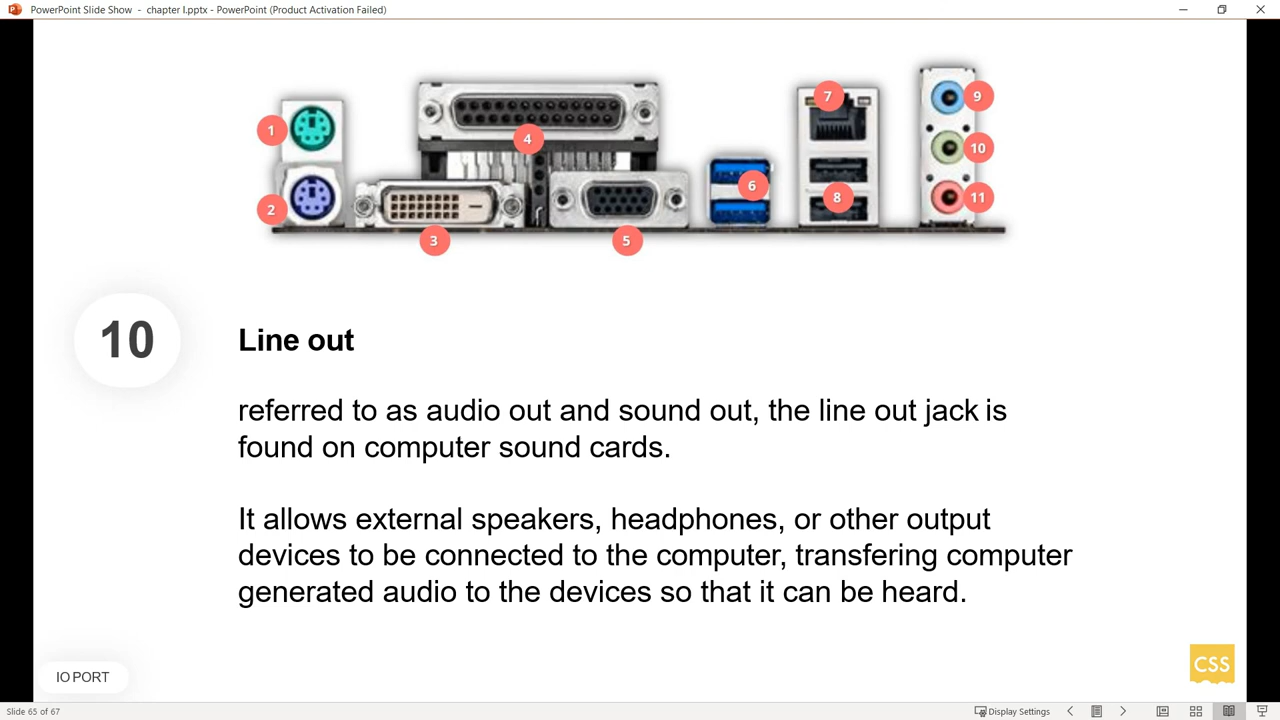 PowerPoint Slide Show - chapter I.pptx - PowerPoint (Product Activation Failed)
1
2
3
4
5
6
7
8
9
10
11
10
Line out
referred to as audio out and sound out, the line out jack is
found on computer sound cards.
It allows external speakers, headphones, or other output
devices to be connected to the computer, transfering computer
generated audio to the devices so that it can be heard.
IO PORT
CSS
Slide 65 of 67
Display Settings